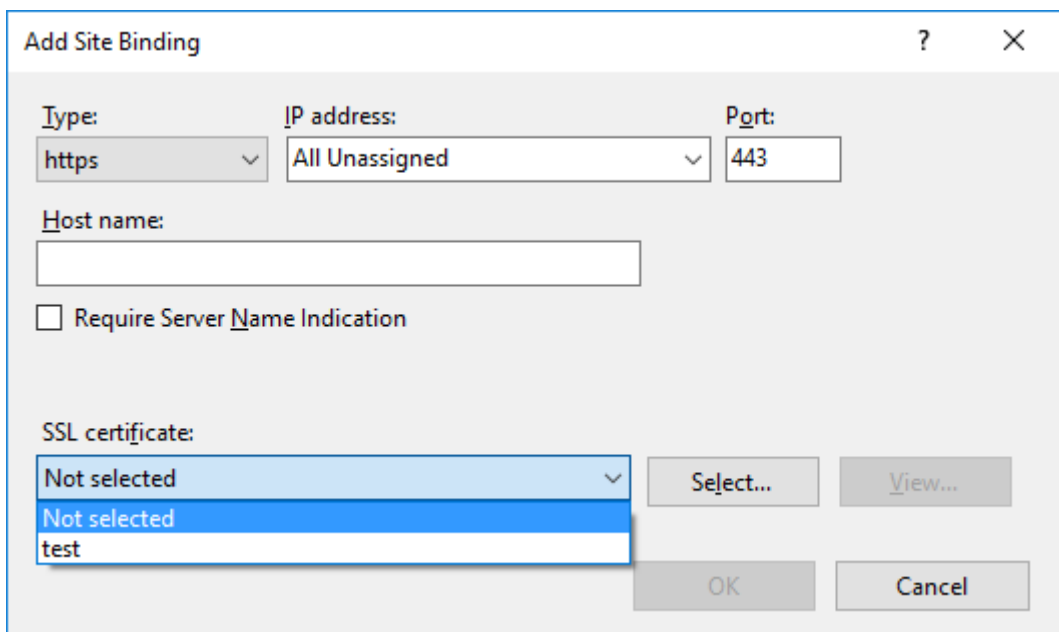 Add Site Binding ?
Type: IP address: Port:
https All Unassigned 443
Host name:
Require Server Name Indication
SSL certificate:
Not selected Select... View...
Not selected
test
OK Cancel